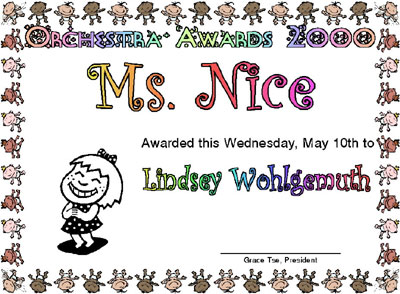 Orchestra Awards 2000
Ms. Nice
Awarded this Wednesday, May 10th to
Lindsey Wohlgemuth
Grace Tse, President